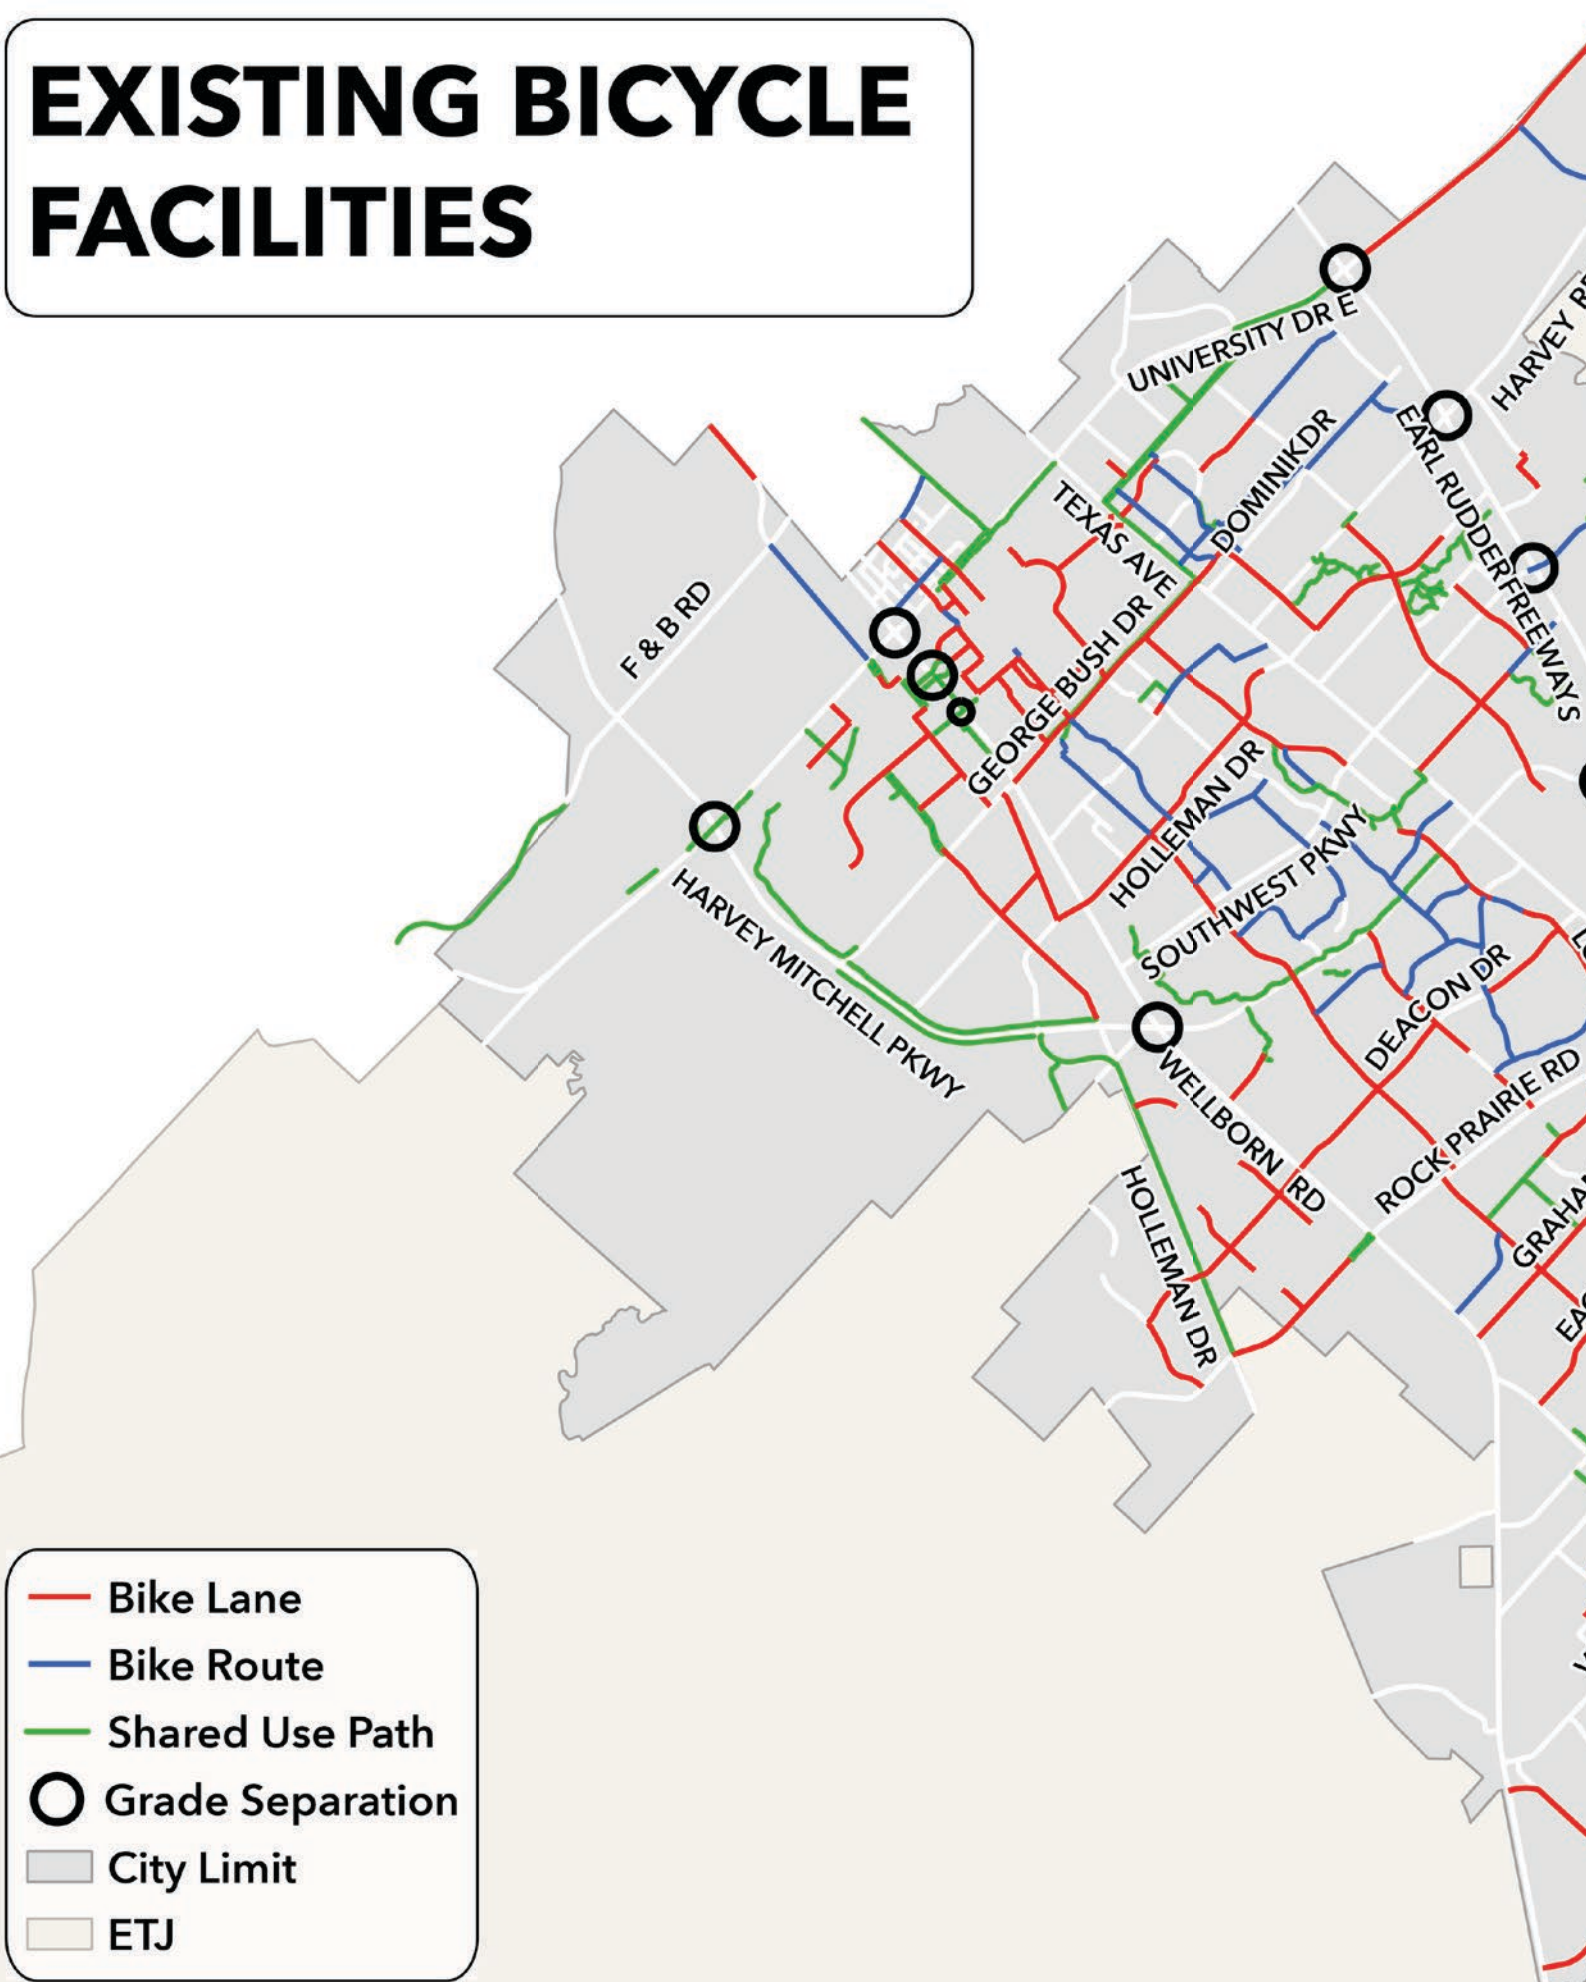 EXISTING BICYCLE
FACILITIES
UNIVERSITY DR E
DOMINIK DR
TEXAS AVE
EARL RUDDER FREEWAY S
F & B RD
GEORGE BUSH DR E
HOLLEMAN DR
SOUTHWEST PKWY
HARVEY MITCHELL PKWY
DEACON DR
WELLBORN RD
ROCK PRAIRIE RD
HOLLEMAN DR
HARVEY
Bike Lane
Bike Route
Shared Use Path
Grade Separation
City Limit
ETJ